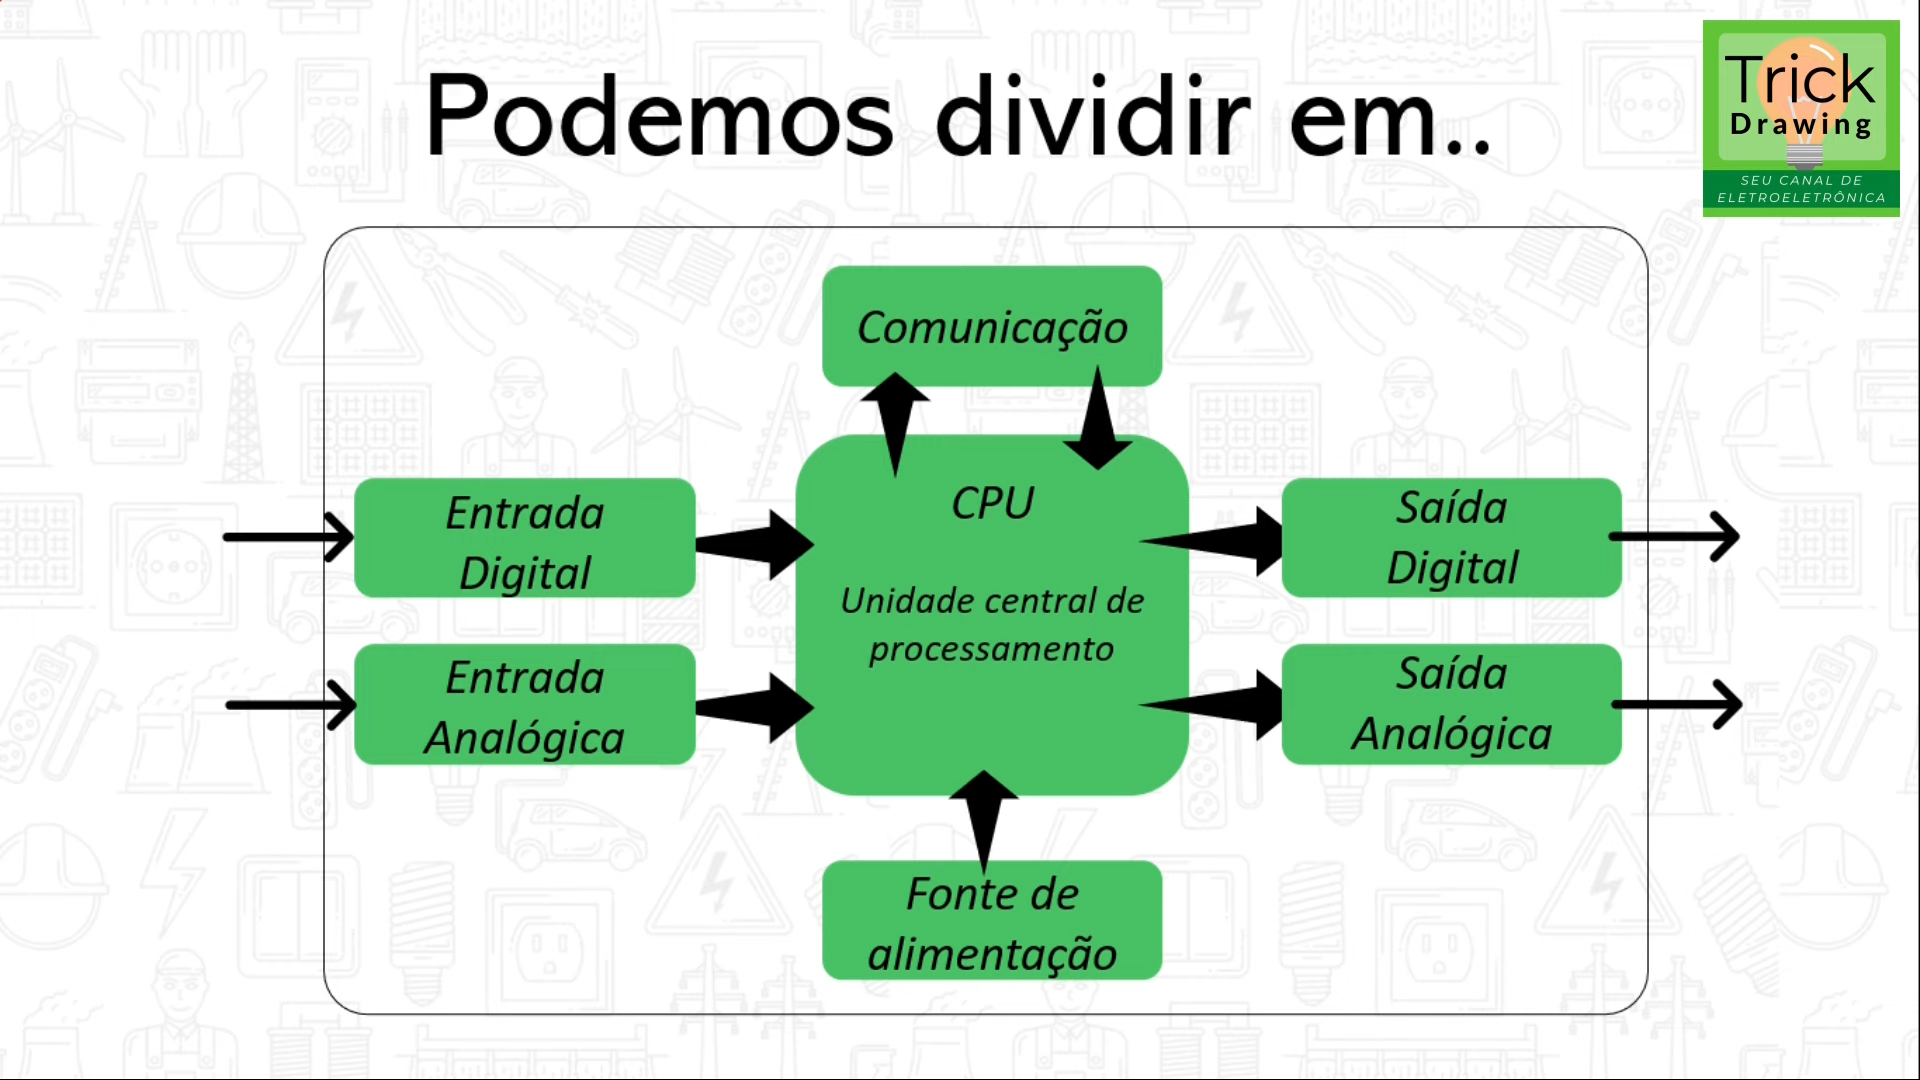 Podemos dividir em..
Trick
Drawing
SEU CANAL DE
ELETROELETRÔNICA
Comunicação
CPU
Unidade central de
processamento
Entrada
Digital
Entrada
Analógica
Saída
Digital
Saída
Analógica
Fonte de
alimentação